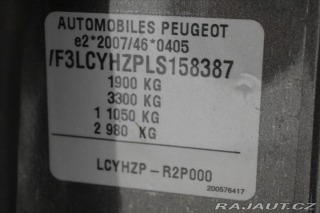 AUTOMOBILES PEUGEOT
e2*2007/46*0405
VF3LCYHZPLS158387
1900 KG
3300 KG
1 1050 KG
2 980 KG
LCYHZP - R2P000
200576417
RAJAUT.CZ